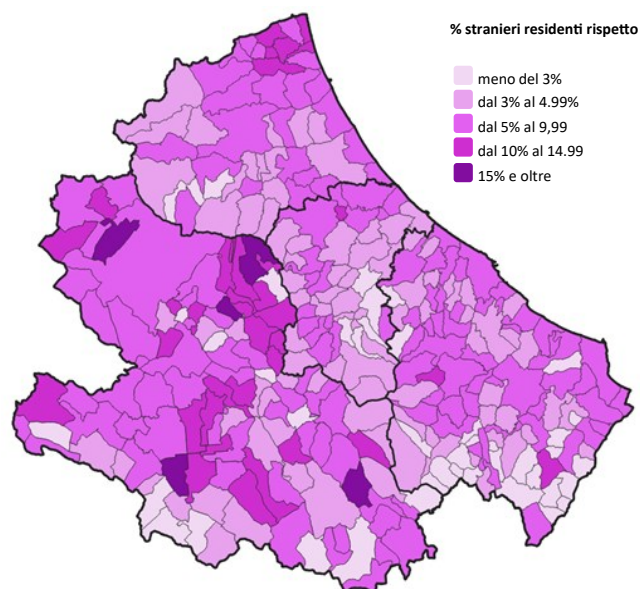 % stranieri residenti rispetto
meno del 3%
dal 3% al 4.99%
dal 5% al 9,99
dal 10% al 14.99
15% e oltre